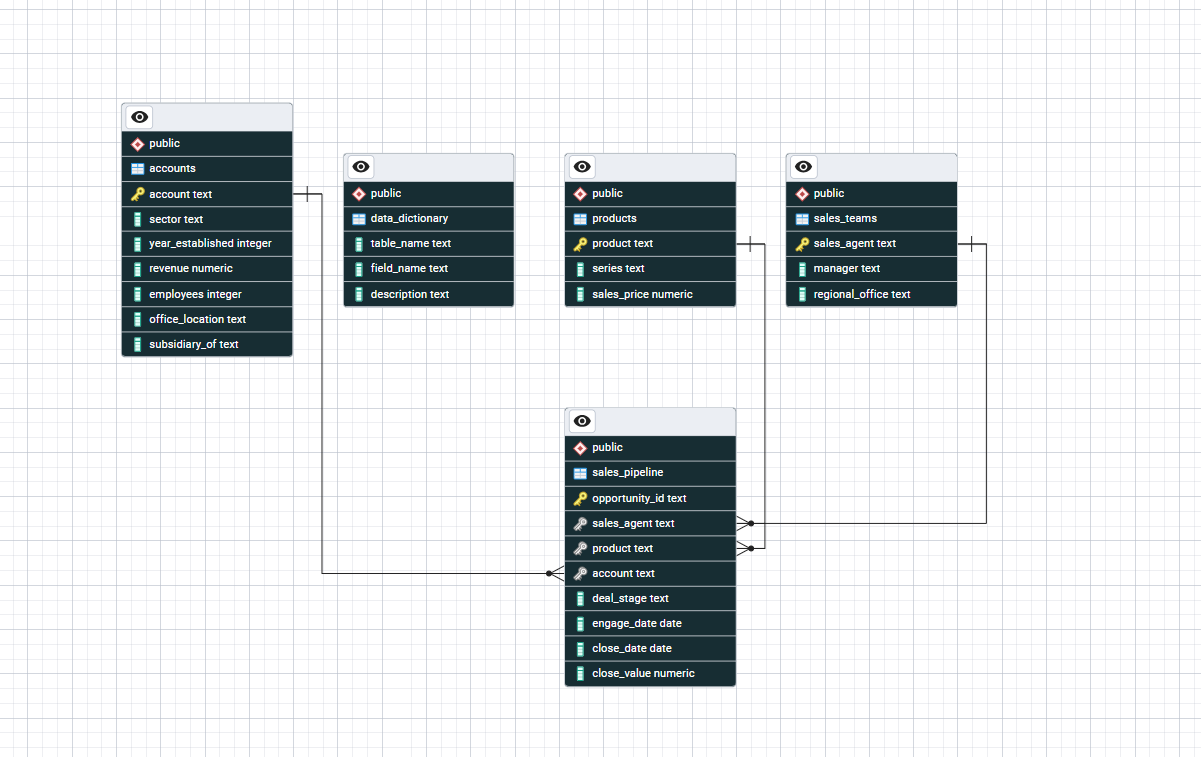 public
accounts
account text
sector text
year_established integer
revenue numeric
employees integer
office_location text
subsidiary_of text
public
data_dictionary
table_name text
field_name text
description text
public
products
product text
series text
sales_price numeric
public
sales_teams
sales_agent text
manager text
regional_office text
public
sales_pipeline
opportunity_id text
sales_agent text
product text
account text
deal_stage text
engage_date date
close_date date
close_value numeric